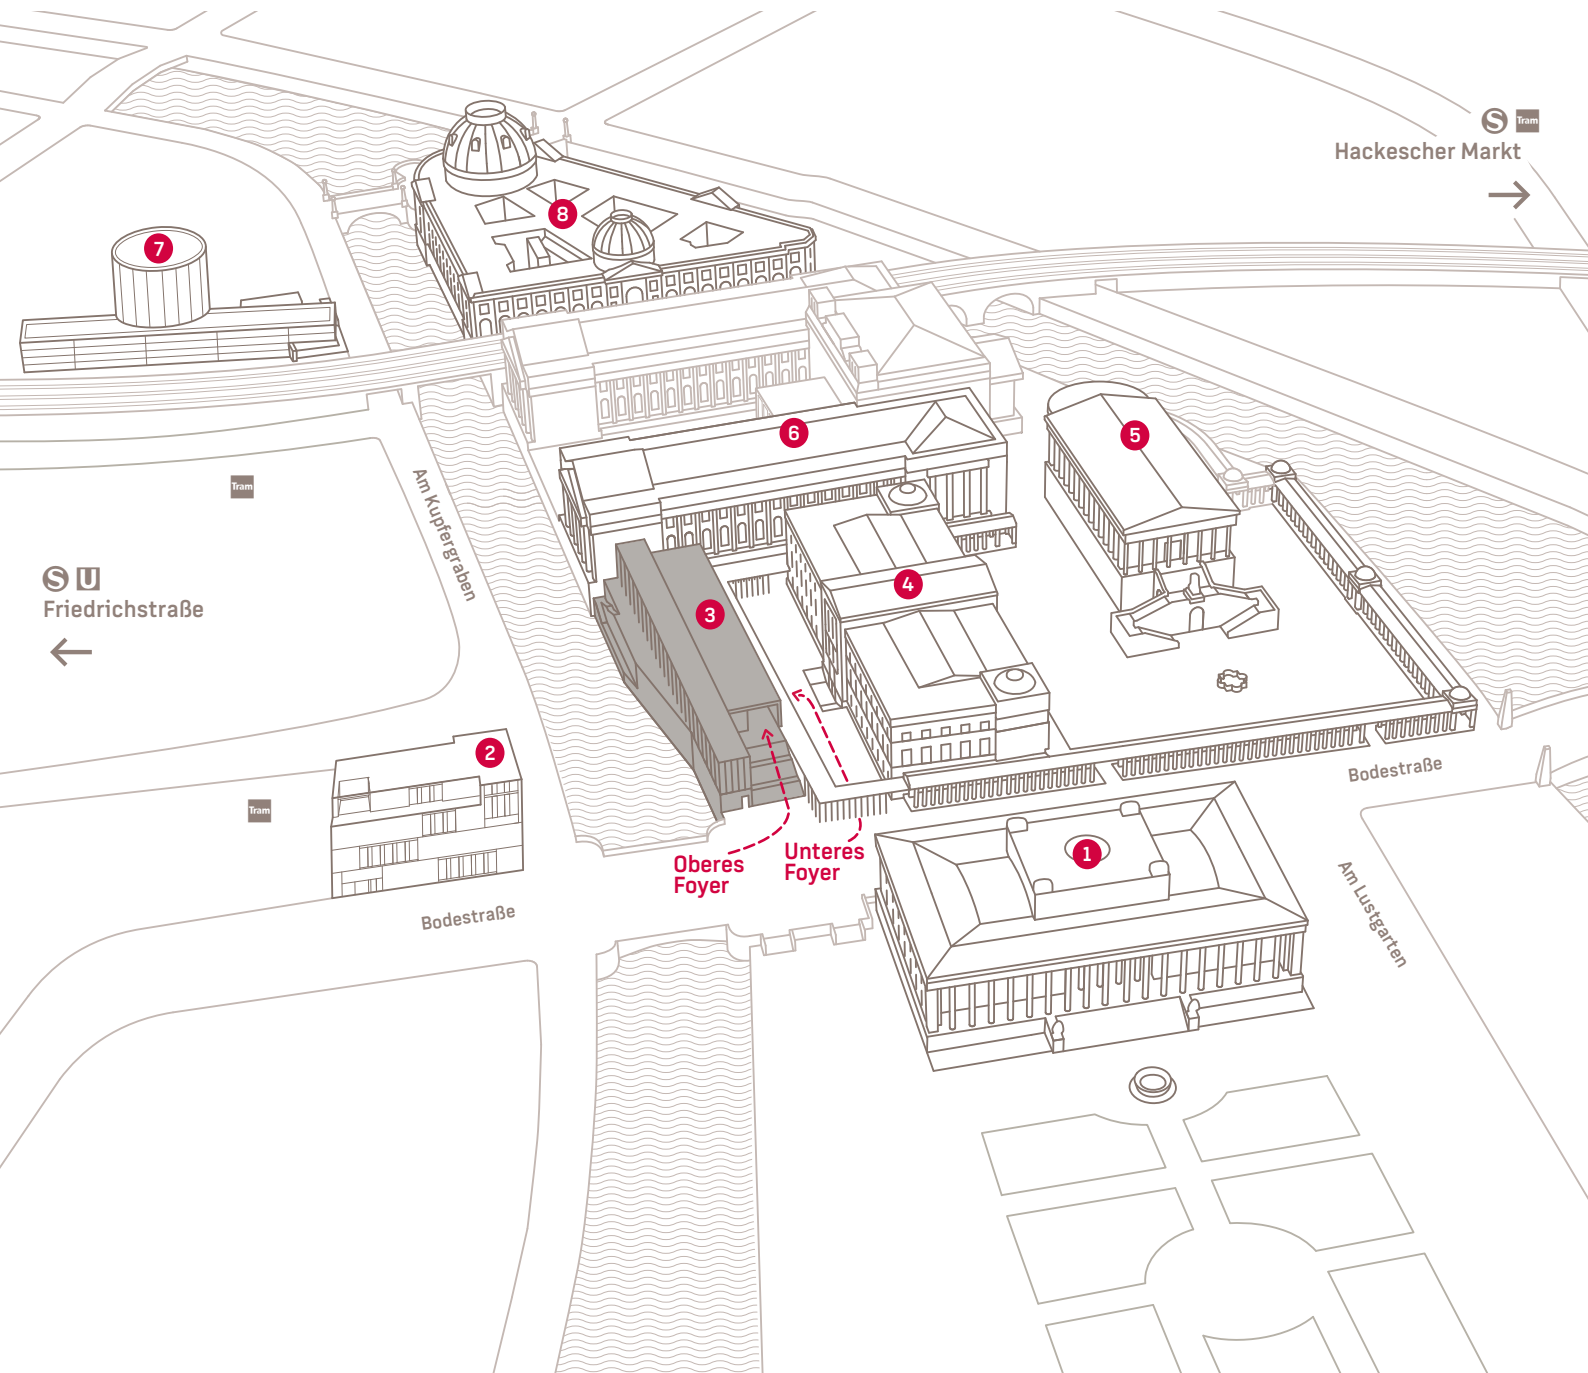 S Tram
Hackescher Markt
8
7
6
5
Tram
Am Kupfergraben
S U
Friedrichstraße
4
3
2
Tram
Bodestraße
Oberes
Foyer
Unteres
Foyer
1
Am Lustgarten
Bodestraße